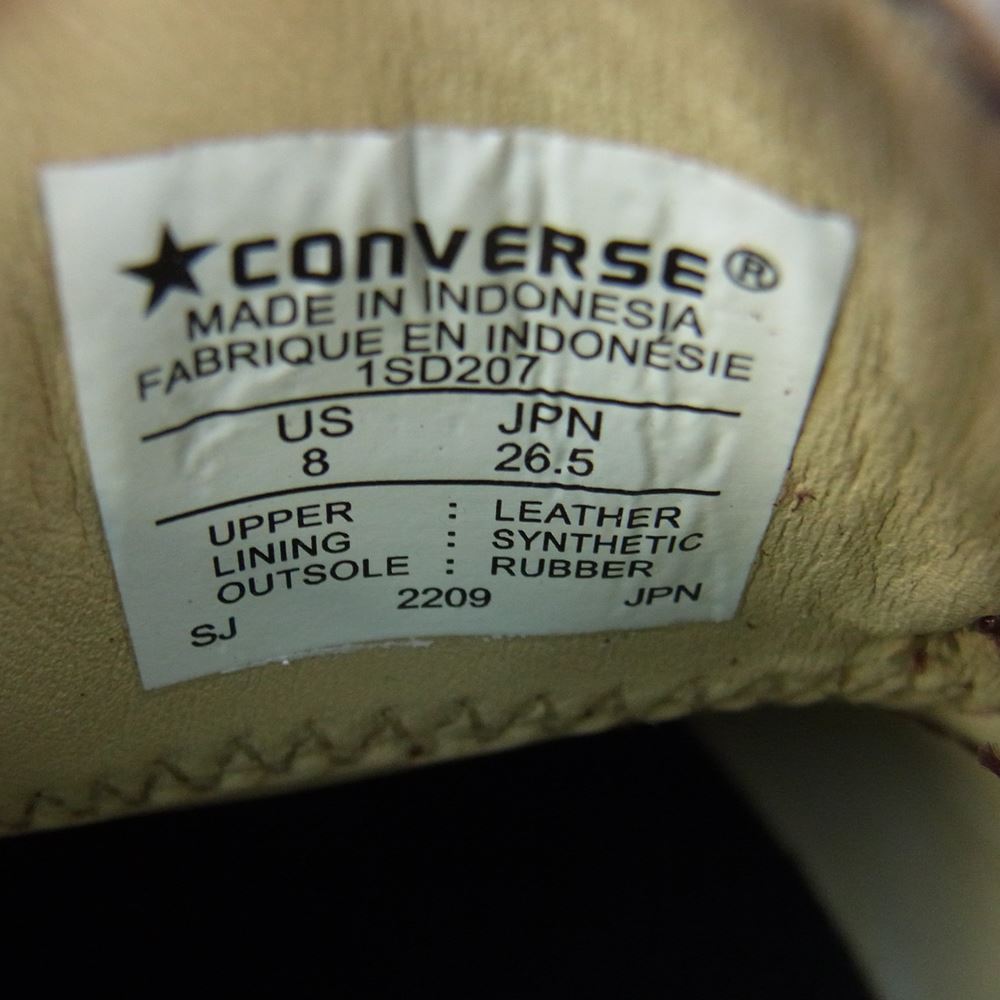 ★CONVERSE®
MADE IN INDONESIA
FABRIQUE EN INDONÉSIE
1SD207
US JPN
8 26.5
UPPER : LEATHER
LINING : SYNTHETIC
OUTSOLE : RUBBER
SJ 2209 JPN